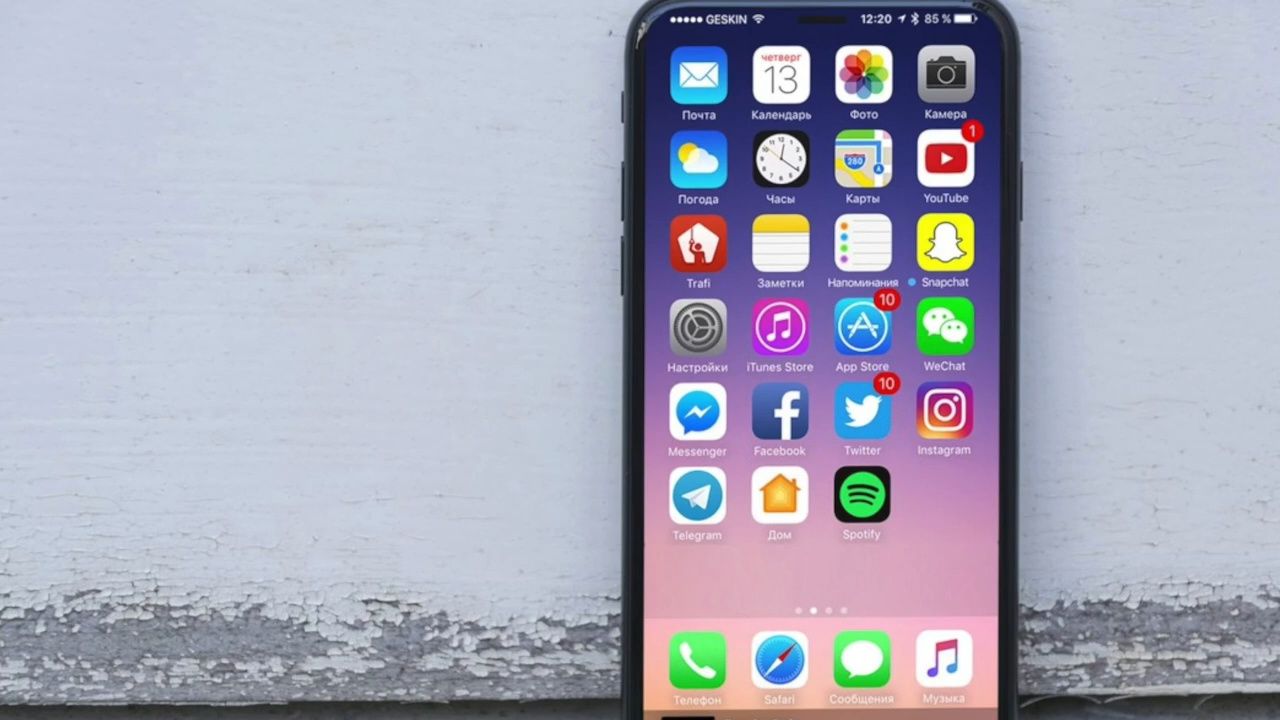 GESKIN 12:20 85 %
четверг
13
Почта Календарь Фото Камера
280
1
Погода Часы Карты YouTube
Trafi Заметки Напоминания Snapchat
10
Настройки iTunes Store App Store WeChat
10
Messenger Facebook Twitter Instagram
Telegram Дом Spotify
Телефон Safari Сообщения Музыка